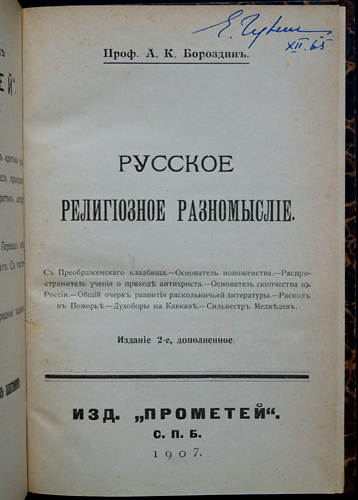 XII.65
Проф. А. К. Бороздинъ.
РУССКОЕ
РЕЛИГІОЗНОЕ РАЗНОМЫСЛІЕ.
Съ Преображенскаго кладбища.—Основатель новоженства.—Распро-
странитель ученія о приходѣ антихриста.—Основатель скопчества въ
Россіи.—Общій очеркъ развитія раскольничьей литературы.—Расколъ
въ Поморьѣ.—Духоборы на Кавказѣ.—Сильвестръ Медвѣдевъ.
Изданіе 2-е, дополненное.
ИЗД. „ПРОМЕТЕЙ“.
С. П. Б.
1907.